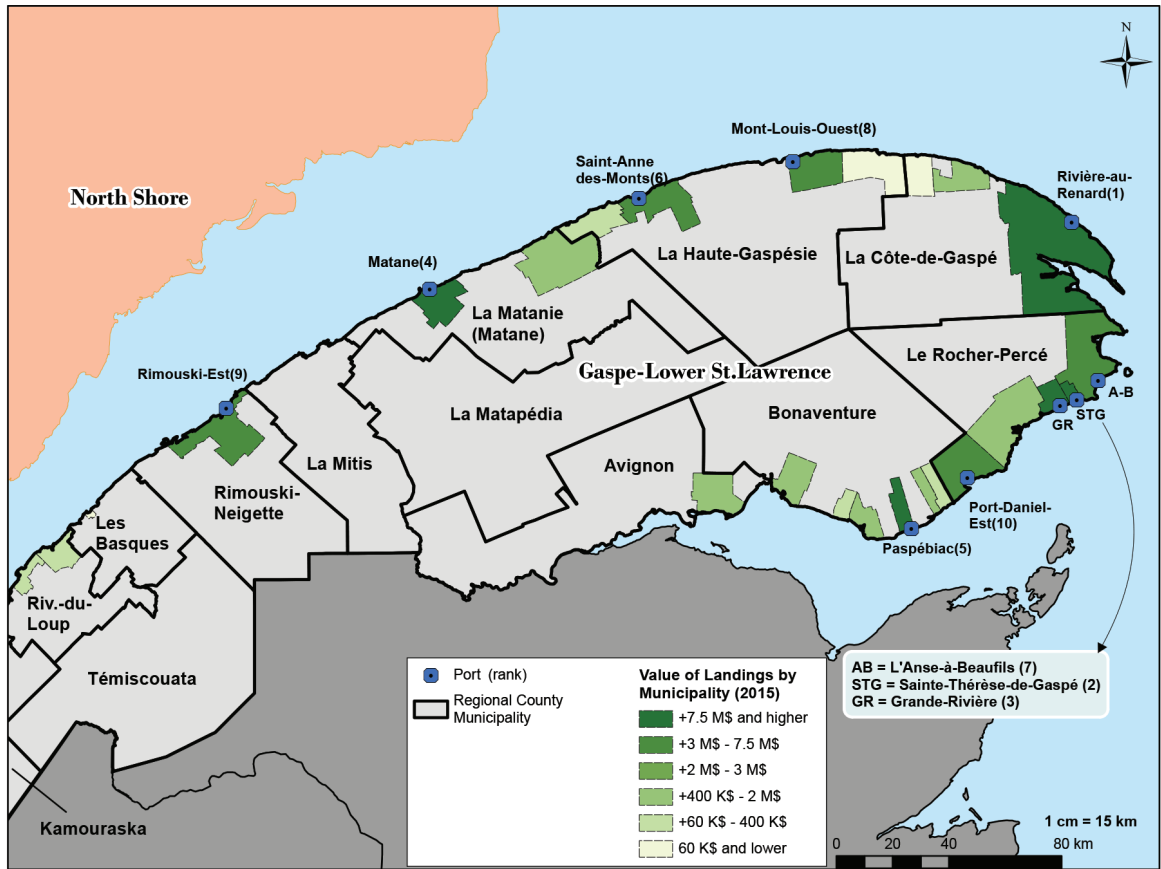 N
Mont-Louis-Ouest(8)
Saint-Anne
des-Monts(6)
Rivière-au-
Renard(1)
North Shore
La Haute-Gaspésie
La Côte-de-Gaspé
Matane(4)
La Matanie
(Matane)
Le Rocher-Percé
Gaspe-Lower St.Lawrence
Rimouski-Est(9)
A-B
STG
GR
La Matapédia
Bonaventure
La Mitis
Avignon
Rimouski-
Neigette
Port-Daniel-
Est(10)
Les
Basques
Paspébiac(5)
Riv.-du-
Loup
Témiscouata
Kamouraska
AB = L'Anse-à-Beaufils (7)
STG = Sainte-Thérèse-de-Gaspé (2)
GR = Grande-Rivière (3)
Port (rank)
Regional County
Municipality
Value of Landings by
Municipality (2015)
+7.5 M$ and higher
+3 M$ - 7.5 M$
+2 M$ - 3 M$
+400 K$ - 2 M$
+60 K$ - 400 K$
60 K$ and lower
1 cm = 15 km
0 20 40 80 km